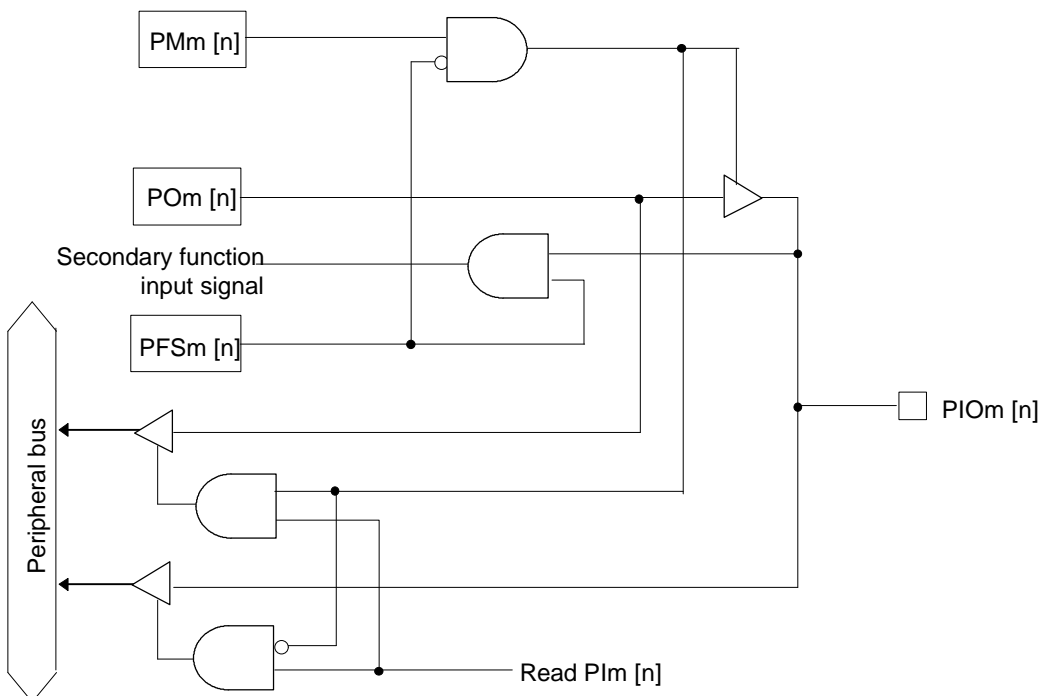 PMm [n]
POm [n]
Secondary function
input signal
PFSm [n]
PIOm [n]
Peripheral bus
Read PIm [n]